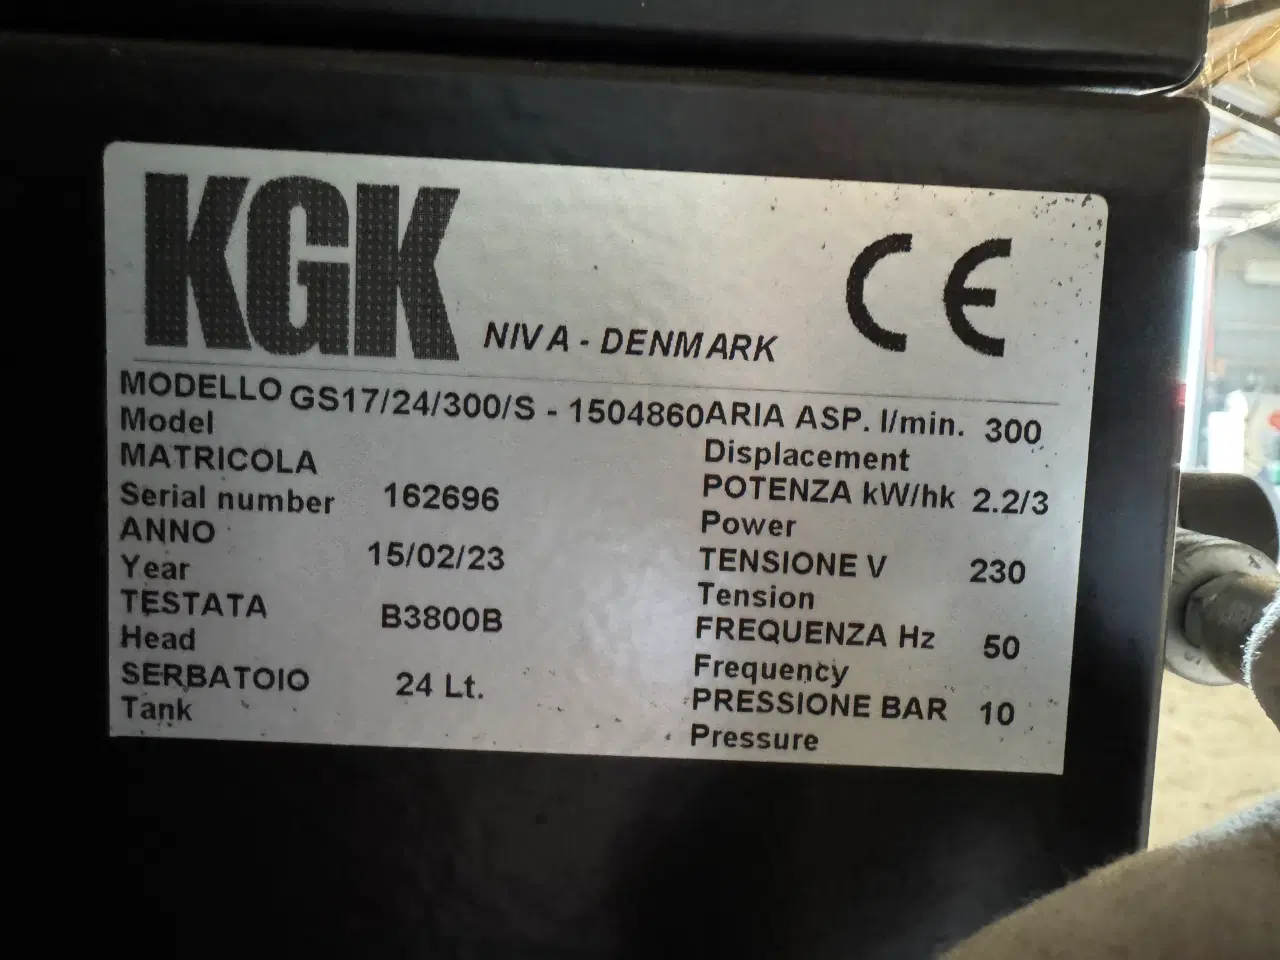 KGK
NIVA - DENMARK
CE
MODELLO GS17/24/300/S - 1504860
Model
MATRICOLA
Serial number 162696
ANNO
Year 15/02/23
TESTATA B3800B
Head
SERBATOIO 24 Lt.
Tank
ARIA ASP. l/min. 300
Displacement
POTENZA kW/hk 2.2/3
Power
TENSIONE V 230
Tension
FREQUENZA Hz 50
Frequency
PRESSIONE BAR 10
Pressure